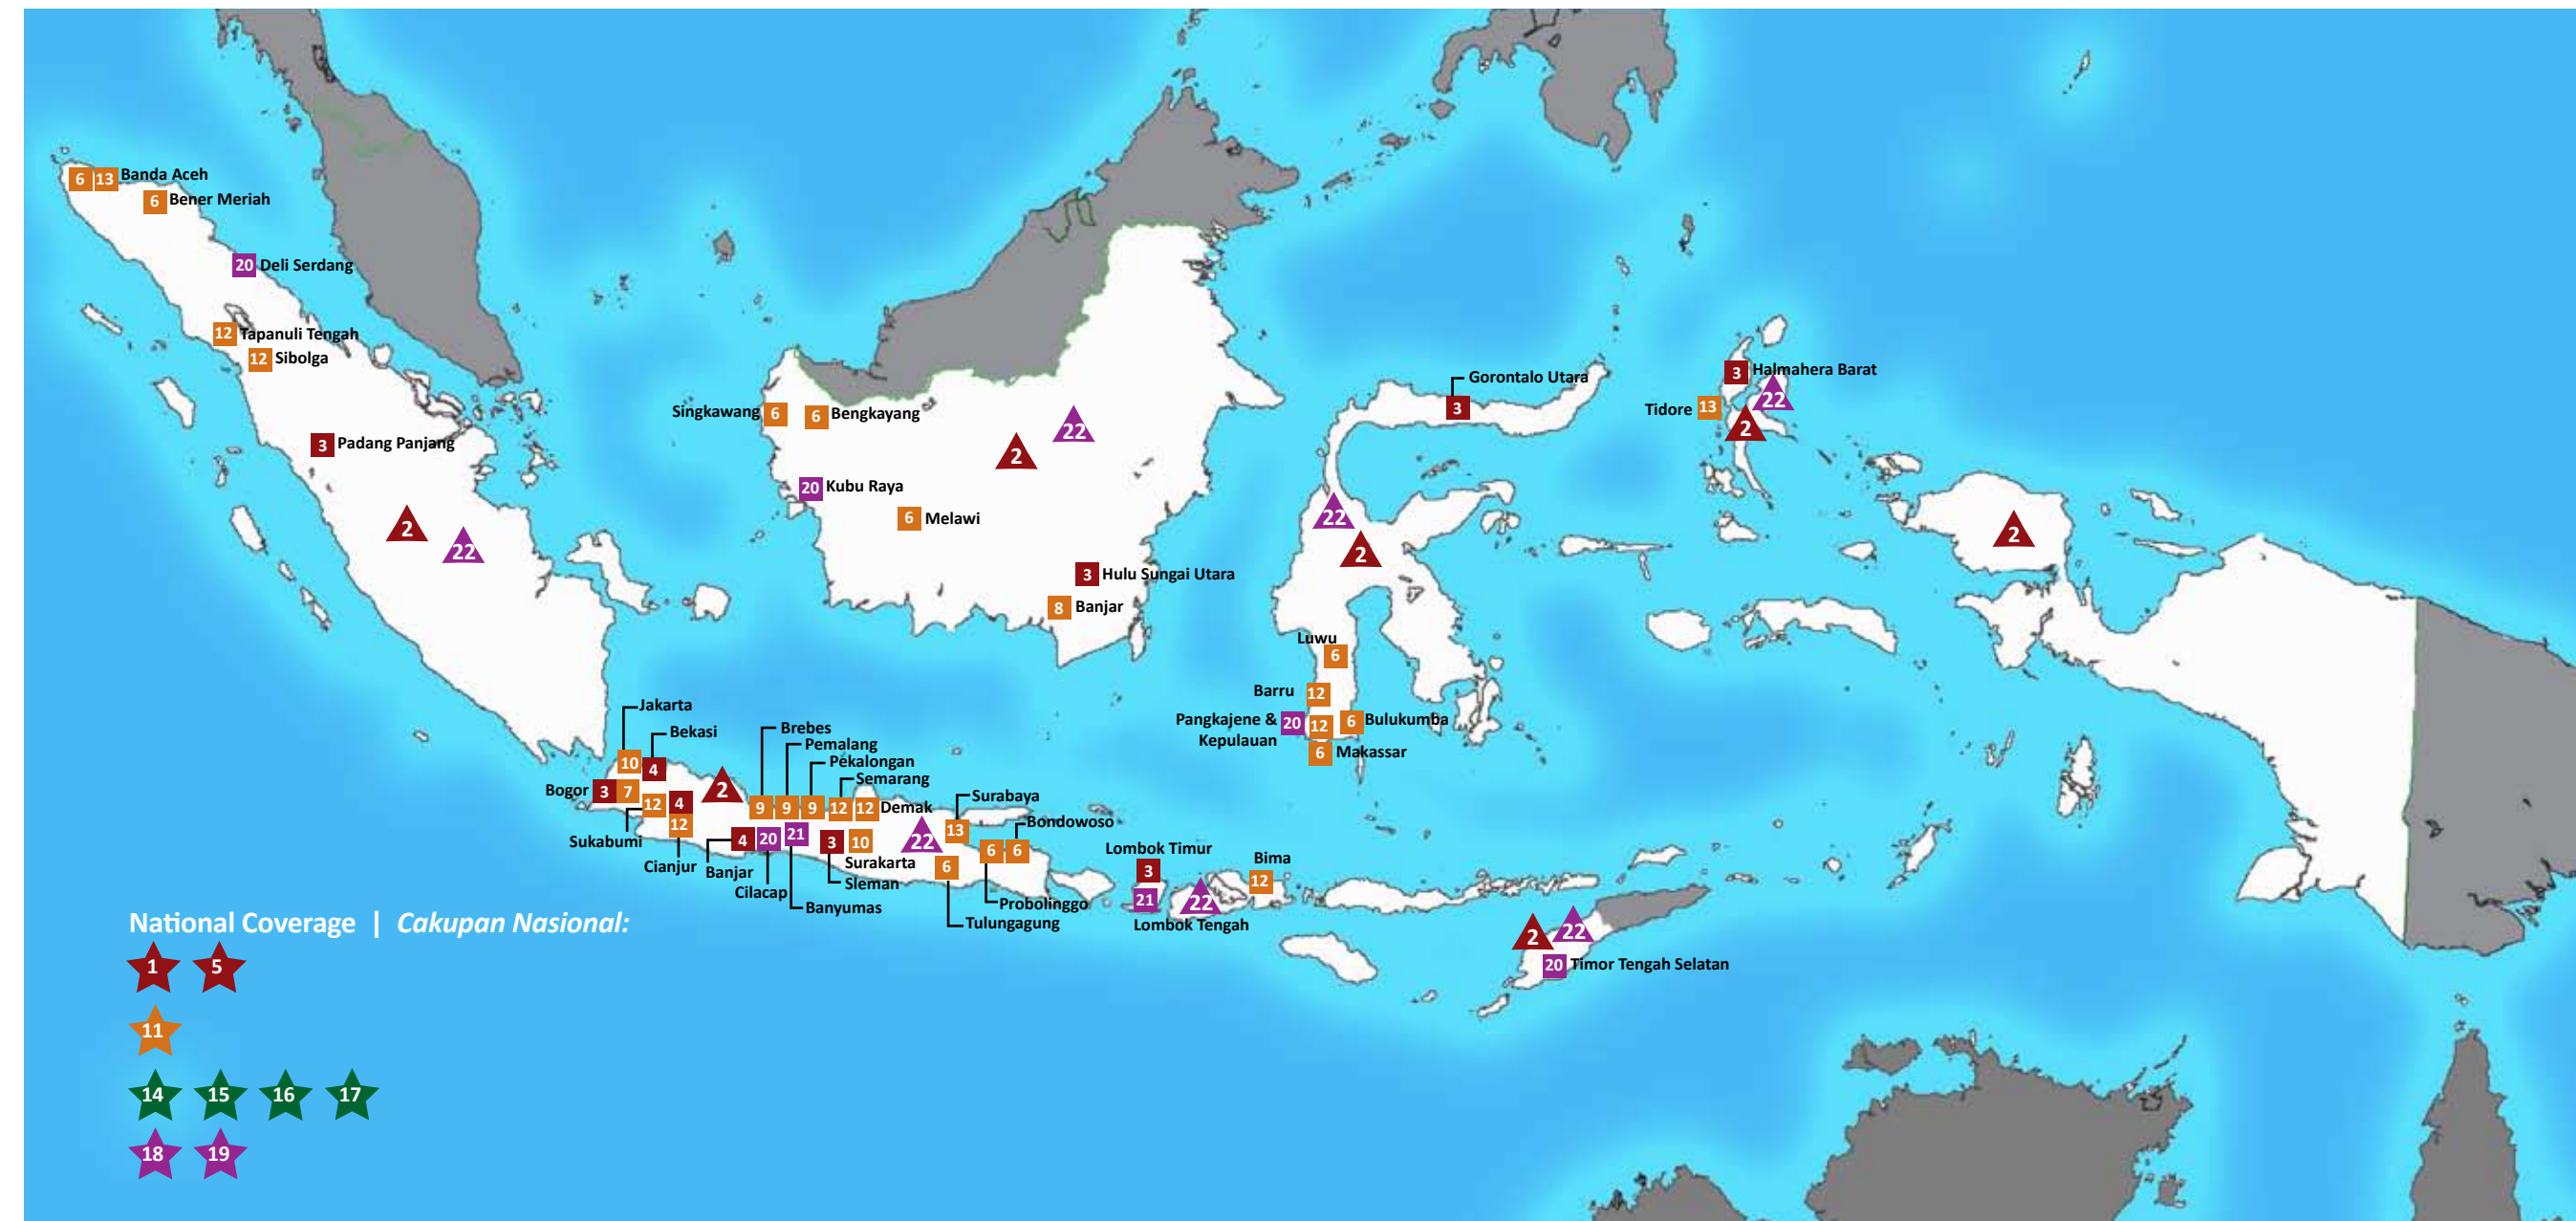 6 13 Banda Aceh
6 Bener Meriah
20 Deli Serdang
12 Tapanuli Tengah
12 Sibolga
3 Padang Panjang
2
22
Singkawang 6
6 Bengkayang
22
2
20 Kubu Raya
6 Melawi
3 Hulu Sungai Utara
8 Banjar
Gorontalo Utara
3
3 Halmahera Barat
Tidore 13
22
2
22
2
2
Luwu
6
Barru 12
Pangkajene &
Kepulauan
20 12
6 Bulukumba
6 Makassar
Jakarta
10
Bekasi
4
Bogor 3 7
12
Sukabumi
4
12
Cianjur
2
Brebes
Pemalang
Pekalongan
Semarang
9 9 9 12 12 Demak
4 20 21
Banjar
Cilacap
Banyumas
3 10
Surakarta
Sleman
22
Surabaya
13
Bondowoso
6 6
Probolinggo
6
Tulungagung
Lombok Timur
3
21
22
Lombok Tengah
Bima
12
2 22
20 Timor Tengah Selatan
National Coverage | Cakupan Nasional:
1 5
11
14 15 16 17
18 19